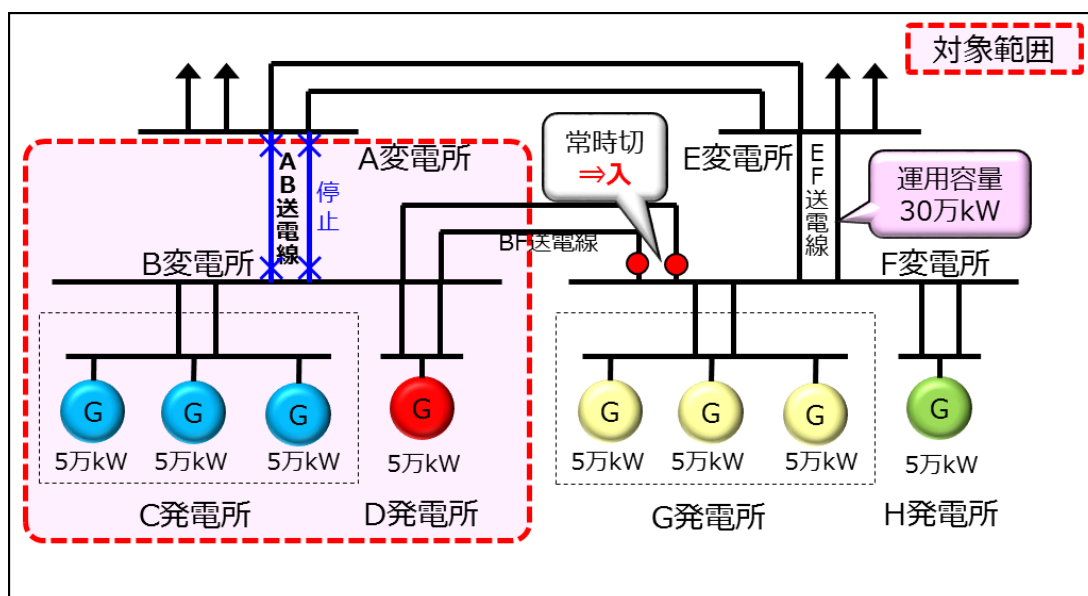 対象範囲
常時切
⇒入
A変電所
E変電所
AB送電線
停止
EF送電線
運用容量
30万kW
BF送電線
B変電所
F変電所
G
G
G
G
G
G
G
G
5万kW
5万kW
5万kW
5万kW
5万kW
5万kW
5万kW
5万kW
C発電所
D発電所
G発電所
H発電所